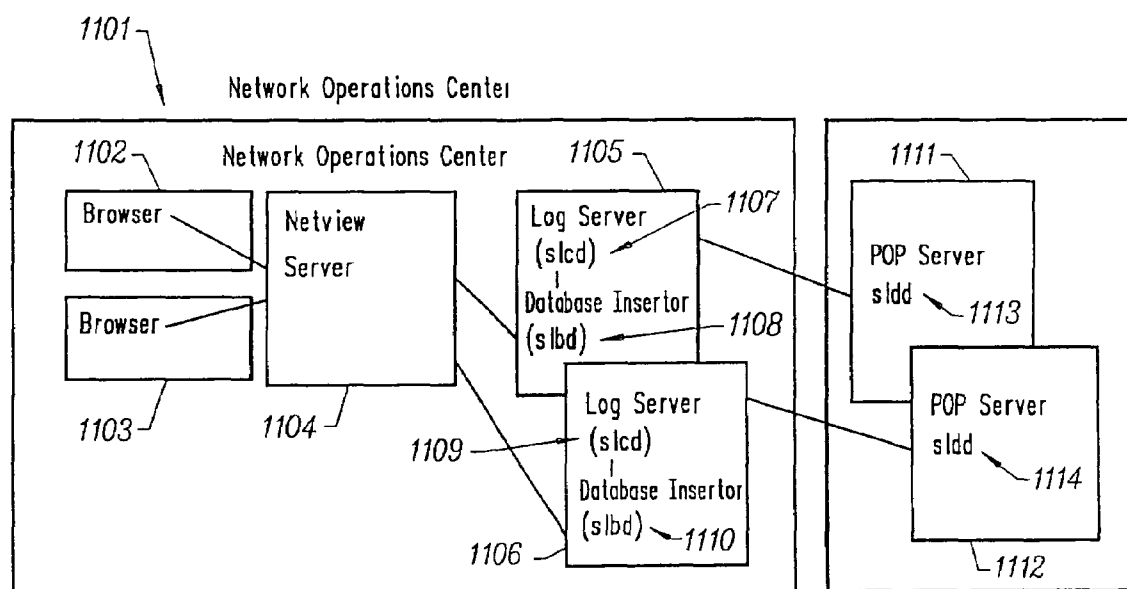 1101
Network Operations Center
Network Operations Center
1102
Browser
Browser
1103
Netview
Server
1104
1105
Log Server
(slcd)
1107
Database Insertor
(slbd)
1108
Log Server
1109
(slcd)
Database Insertor
(slbd)
1110
1106
1111
POP Server
sldd
1113
POP Server
sldd
1114
1112